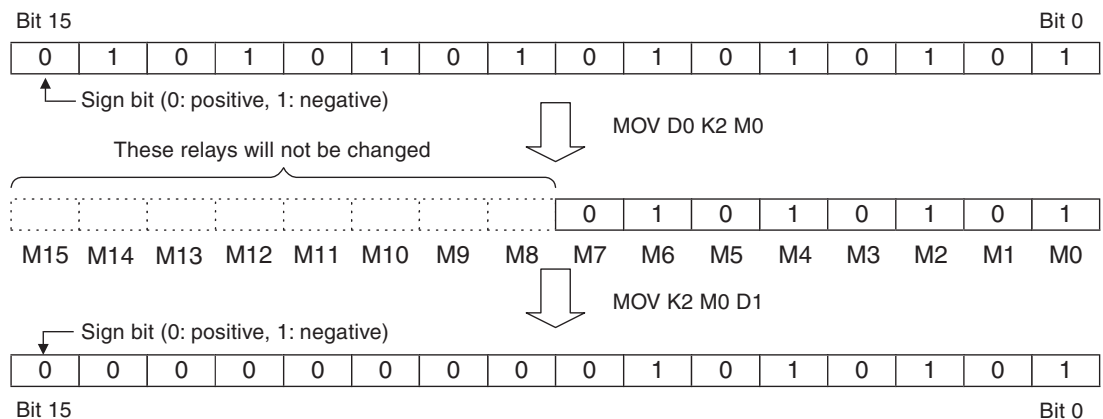 Bit 15 Bit 0
0 1 0 1 0 1 0 1 0 1 0 1 0 1 0 1
Sign bit (0: positive, 1: negative)
MOV D0 K2 M0
These relays will not be changed
0 1 0 1 0 1 0 1
M15 M14 M13 M12 M11 M10 M9 M8 M7 M6 M5 M4 M3 M2 M1 M0
MOV K2 M0 D1
Sign bit (0: positive, 1: negative)
0 0 0 0 0 0 0 0 0 1 0 1 0 1 0 1
Bit 15 Bit 0